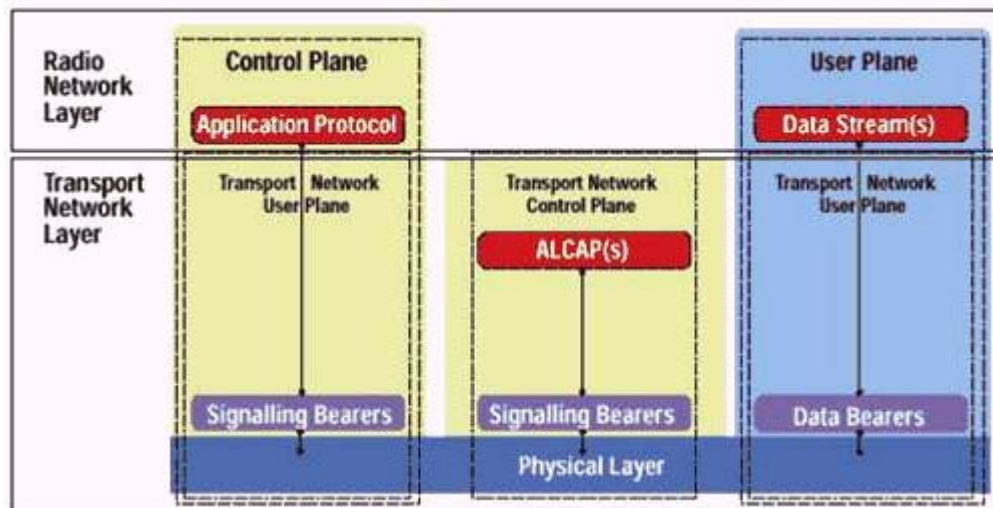 Radio
Network
Layer
Control Plane
User Plane
Application Protocol
Data Stream(s)
Transport
Network
Layer
Transport Network
User Plane
Transport Network
Control Plane
Transport Network
User Plane
ALCAP(s)
Signalling Bearers
Signalling Bearers
Data Bearers
Physical Layer